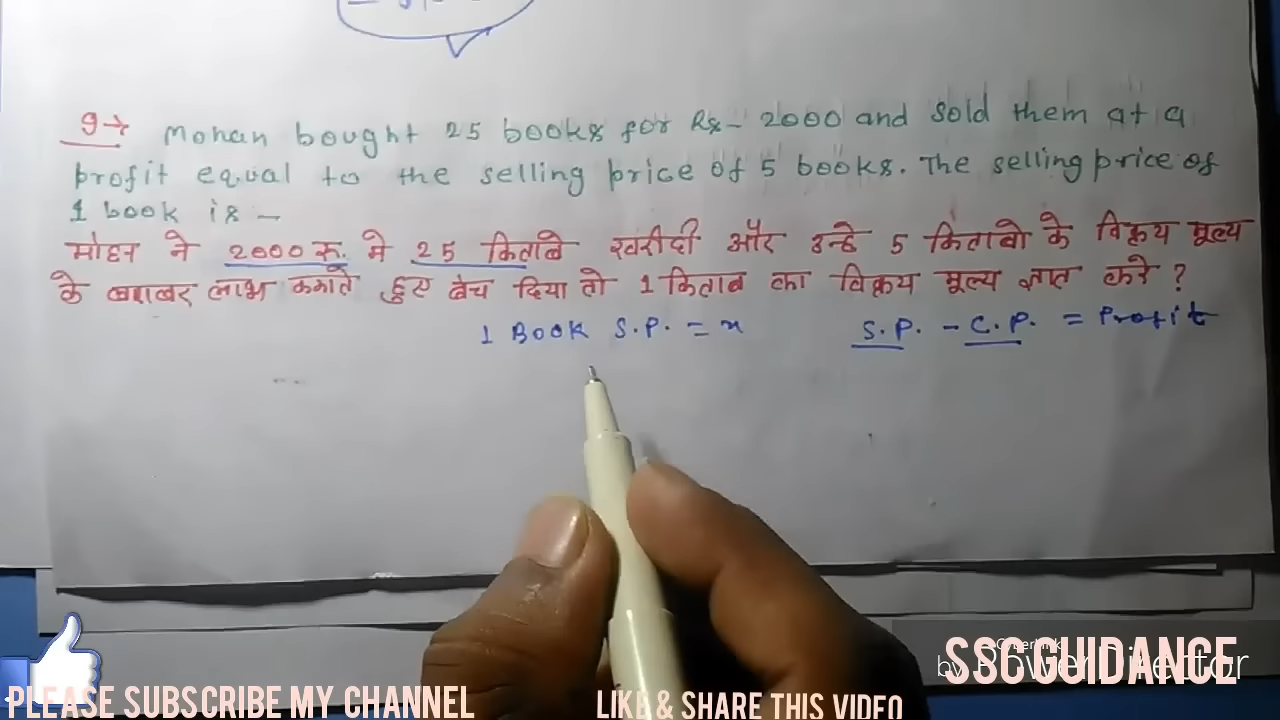 9→ Mohan bought 25 books for Rs- 2000 and sold them at a
profit equal to the selling price of 5 books. The selling price of
1 book is -
मोहन ने 2000 रू. मे 25 किताबे खरीदी और उन्हे 5 किताबो के विक्रय मूल्य
के बराबर लाभ कमाते हुए बेच दिया तो 1 किताब का विक्रय मूल्य ज्ञात करे ?
1 Book S.P. = x S.P. - C.P. = Profit
SSC GUIDANCE
PLEASE SUBSCRIBE MY CHANNEL
LIKE & SHARE THIS VIDEO